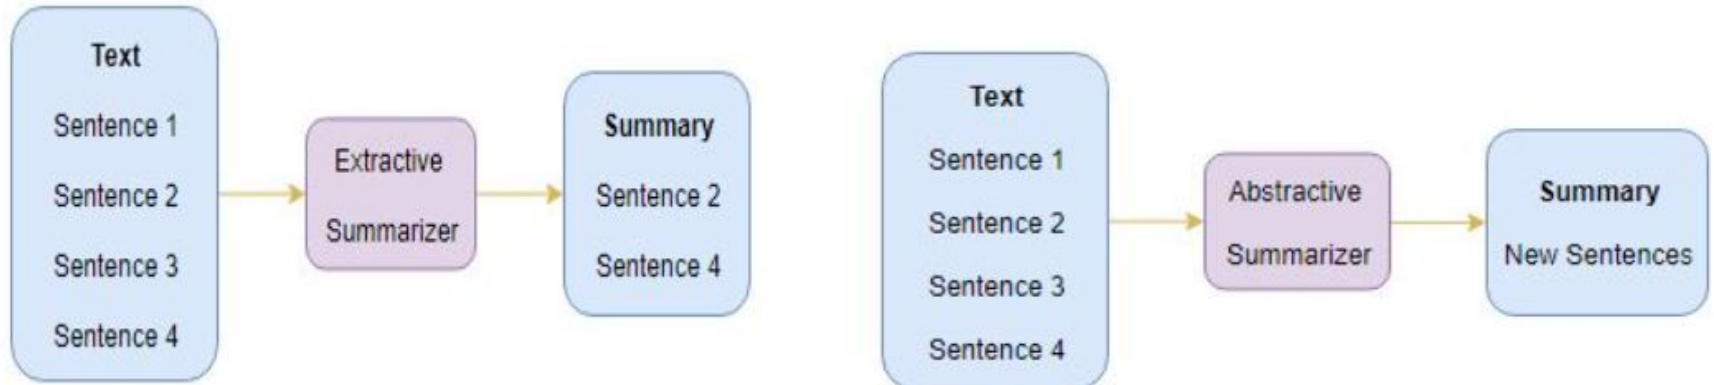 Text
Sentence 1
Sentence 2
Sentence 3
Sentence 4
Extractive
Summarizer
Summary
Sentence 2
Sentence 4
Text
Sentence 1
Sentence 2
Sentence 3
Sentence 4
Abstractive
Summarizer
Summary
New Sentences